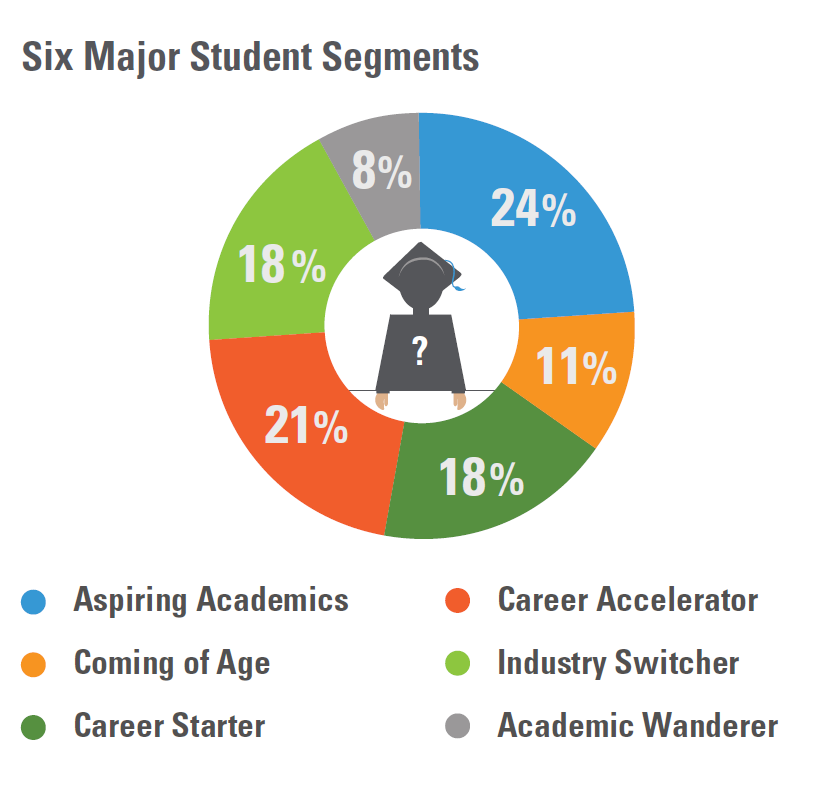 Six Major Student Segments
8%
24%
18%
11%
?
21%
18%
Aspiring Academics
Career Accelerator
Coming of Age
Industry Switcher
Career Starter
Academic Wanderer